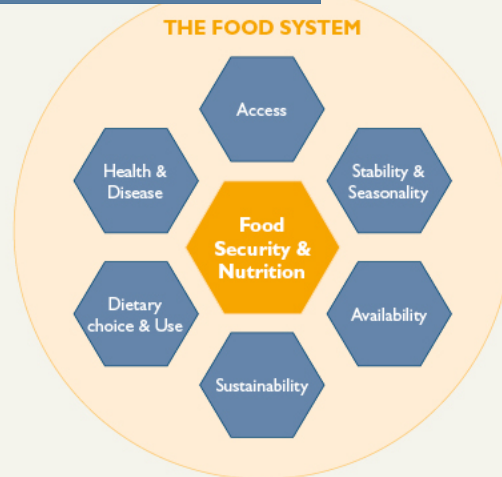 THE FOOD SYSTEM
Access
Health &
Disease
Stability &
Seasonality
Food
Security &
Nutrition
Dietary
choice & Use
Availability
Sustainability